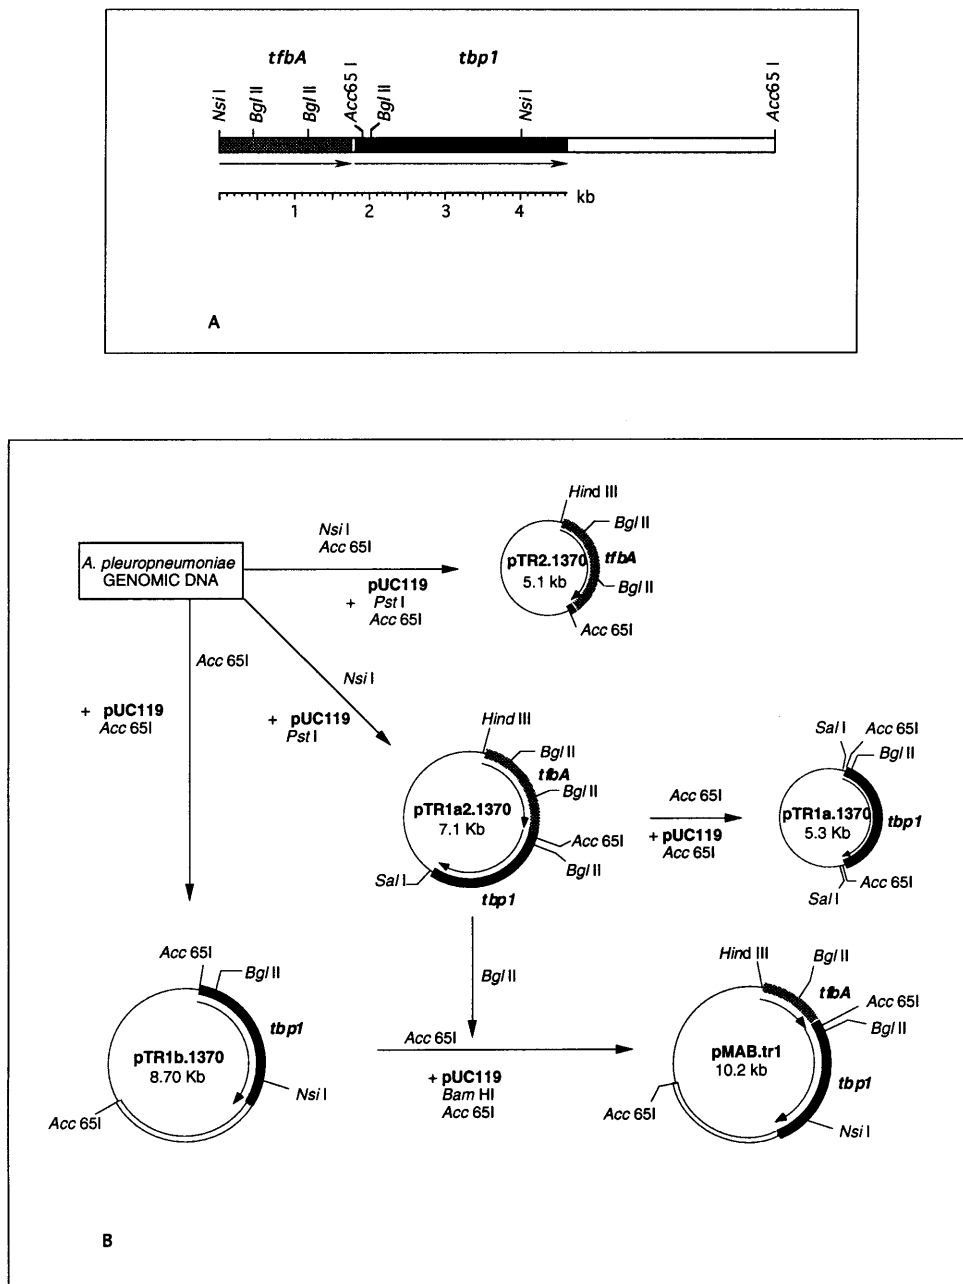 tfbA
tbp1
Nsi I
Bgl II
Bgl II
Acc65 I
Bgl II
Nsi I
Acc65 I
1
2
3
4
kb
A
A. pleuropneumoniae
GENOMIC DNA
Nsi I
Acc 65I
+ pUC119
Pst I
Acc 65I
Hind III
Bgl II
pTR2.1370
5.1 kb
tfbA
Bgl II
Acc 65I
Acc 65I
+ pUC119
Acc 65I
Nsi I
+ pUC119
Pst I
Hind III
Bgl II
tfbA
Bgl II
pTR1a2.1370
7.1 Kb
Acc 65I
Bgl II
Sal I
tbp1
Acc 65I
+ pUC119
Acc 65I
Sal I
Acc 65I
Bgl II
pTR1a.1370
5.3 Kb
tbp1
Acc 65I
Sal I
Bgl II
Acc 65I
Bgl II
tbp1
pTR1b.1370
8.70 Kb
Nsi I
Acc 65I
Acc 65I
+ pUC119
Bam HI
Acc 65I
Hind III
Bgl II
tfbA
Acc 65I
Bgl II
pMAB.tr1
10.2 kb
tbp1
Acc 65I
Nsi I
B